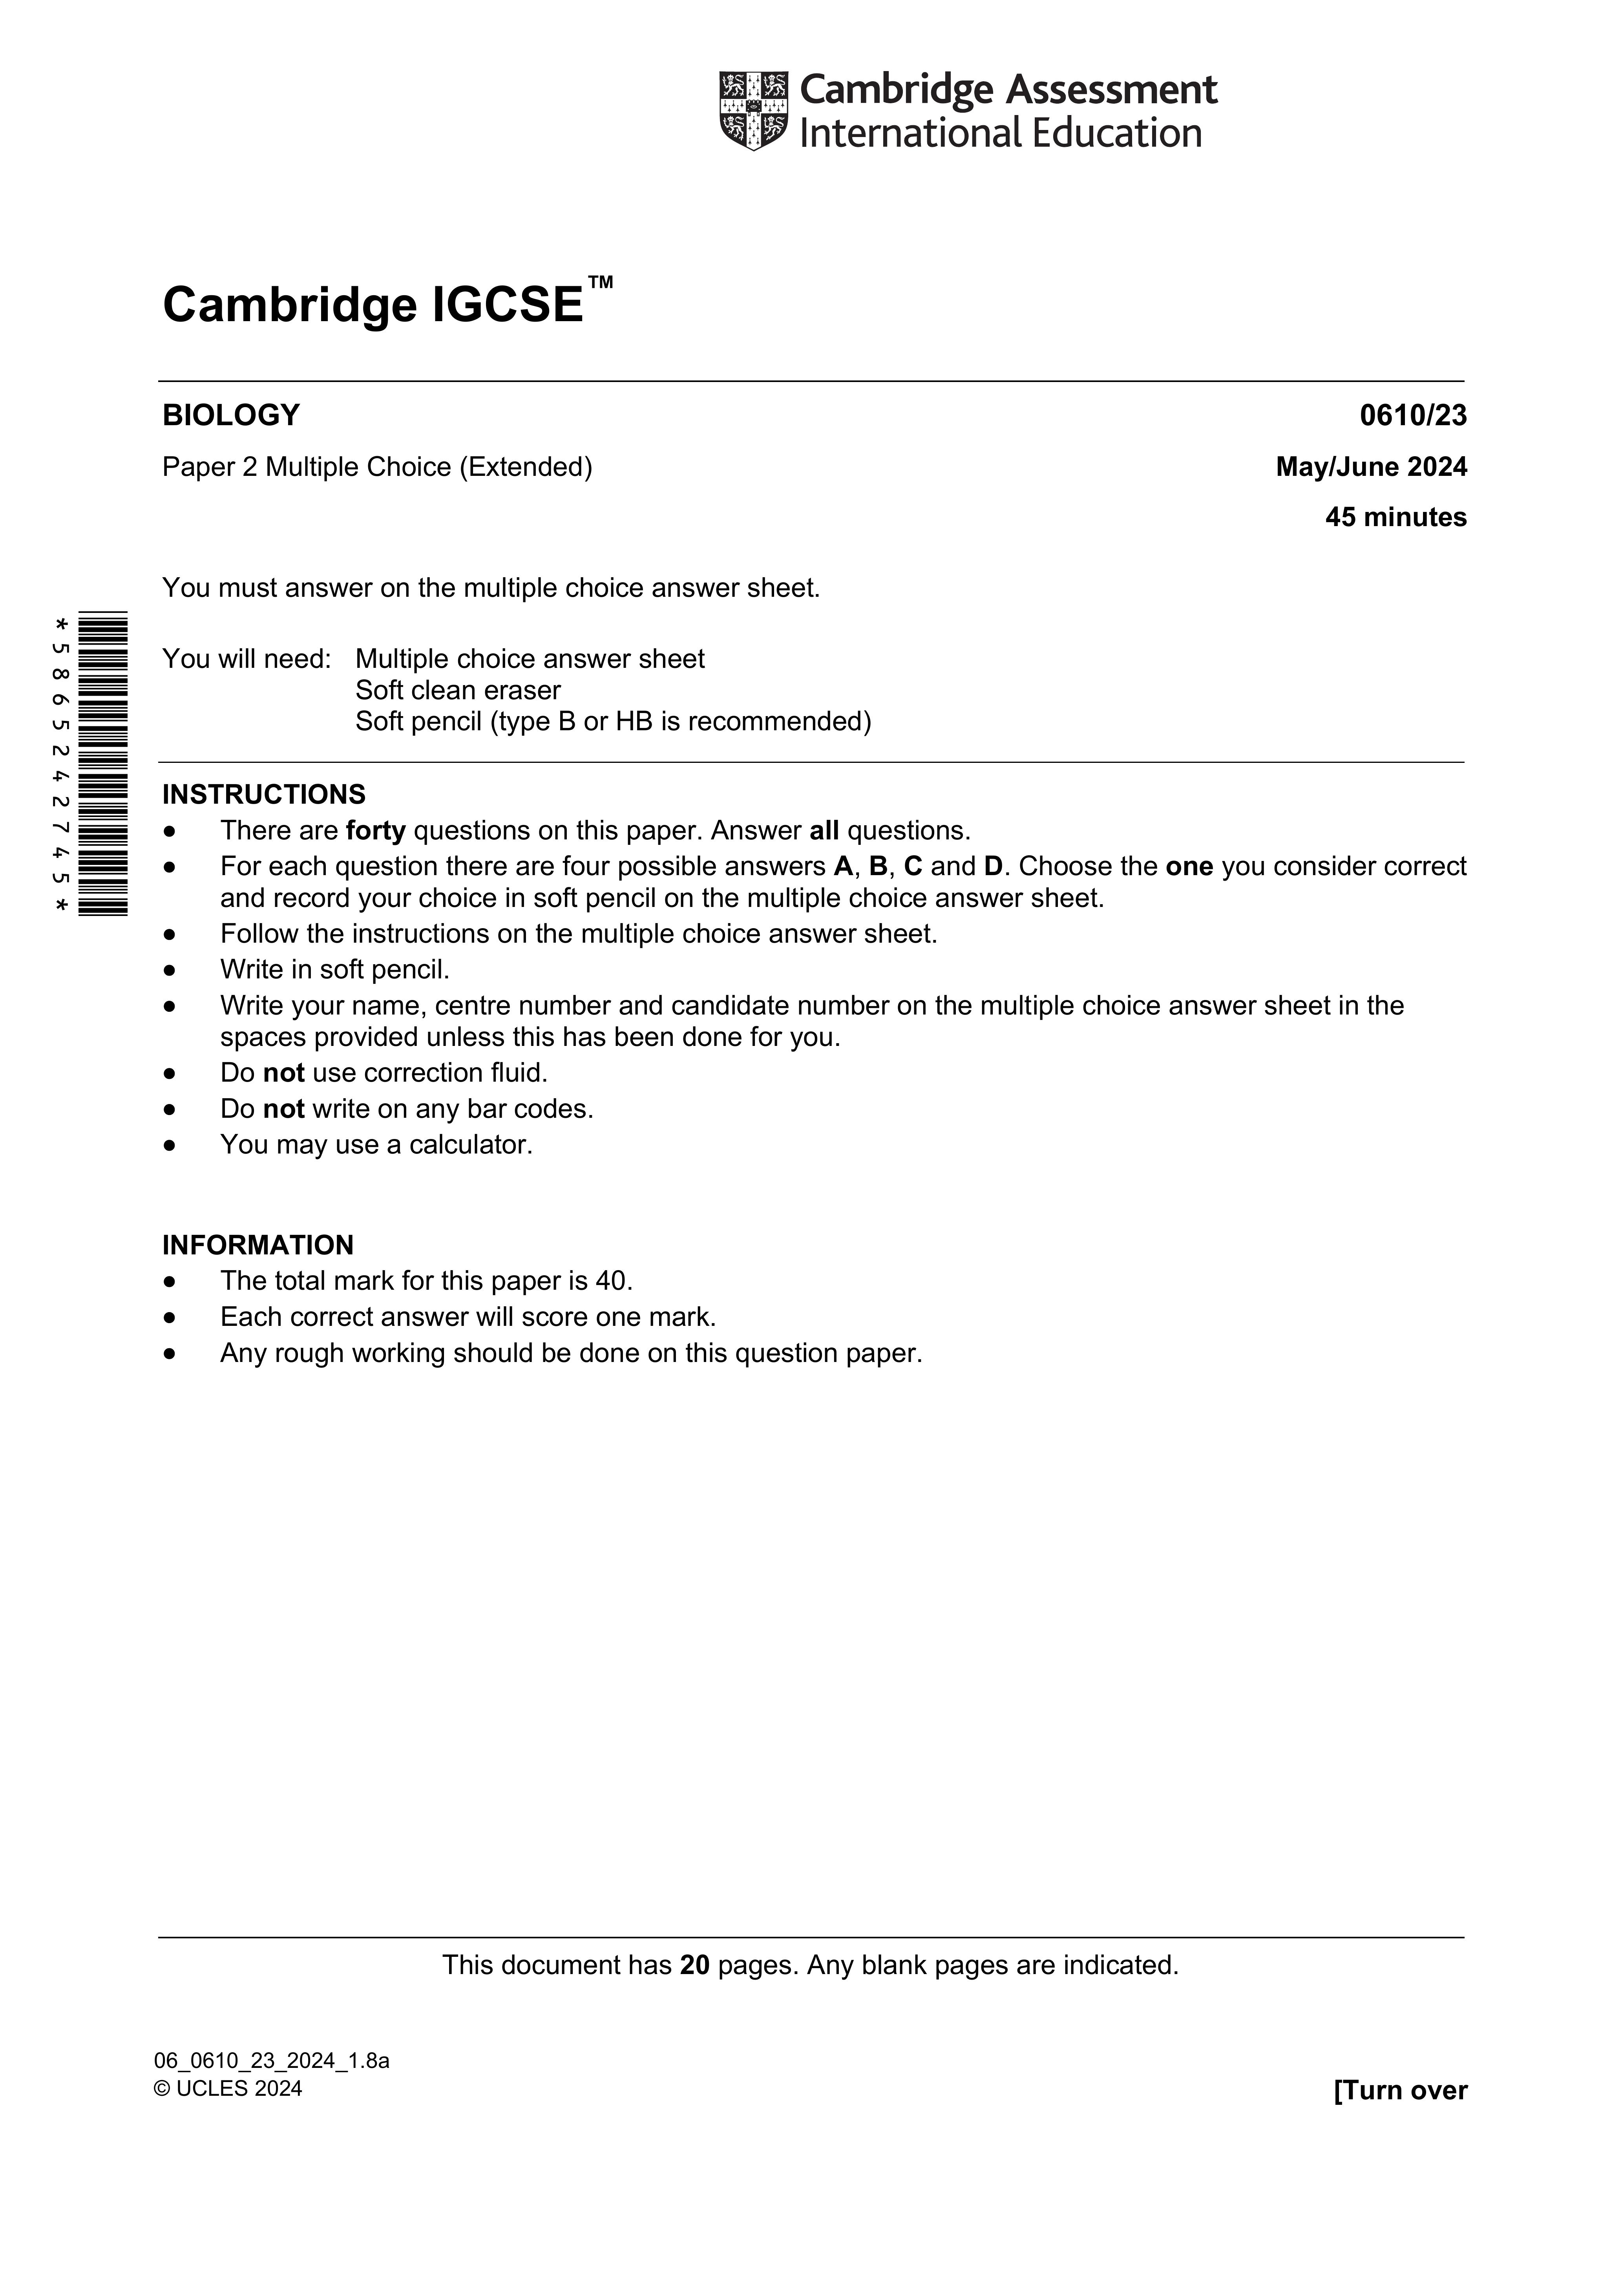 Cambridge Assessment
International Education
Cambridge IGCSE™
BIOLOGY 0610/23
Paper 2 Multiple Choice (Extended) May/June 2024
45 minutes
You must answer on the multiple choice answer sheet.
You will need: Multiple choice answer sheet
Soft clean eraser
Soft pencil (type B or HB is recommended)
*5865242745*
INSTRUCTIONS
● There are forty questions on this paper. Answer all questions.
● For each question there are four possible answers A, B, C and D. Choose the one you consider correct
and record your choice in soft pencil on the multiple choice answer sheet.
● Follow the instructions on the multiple choice answer sheet.
● Write in soft pencil.
● Write your name, centre number and candidate number on the multiple choice answer sheet in the
spaces provided unless this has been done for you.
● Do not use correction fluid.
● Do not write on any bar codes.
● You may use a calculator.
INFORMATION
● The total mark for this paper is 40.
● Each correct answer will score one mark.
● Any rough working should be done on this question paper.
This document has 20 pages. Any blank pages are indicated.
06_0610_23_2024_1.8a
© UCLES 2024
[Turn over